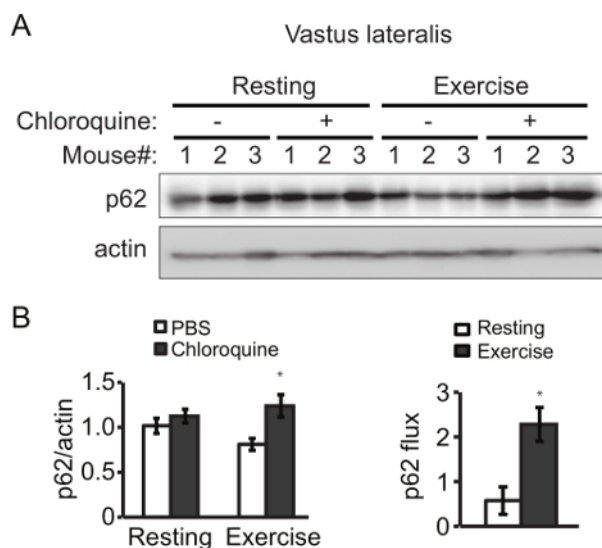 A
Vastus lateralis
Resting Exercise
Chloroquine: - + - +
Mouse#: 1 2 3 1 2 3 1 2 3 1 2 3
p62
actin
B
PBS
Chloroquine
p62/actin
1.5
1.0
0.5
0
*
Resting Exercise
Resting
Exercise
p62 flux
3
2
1
0
*